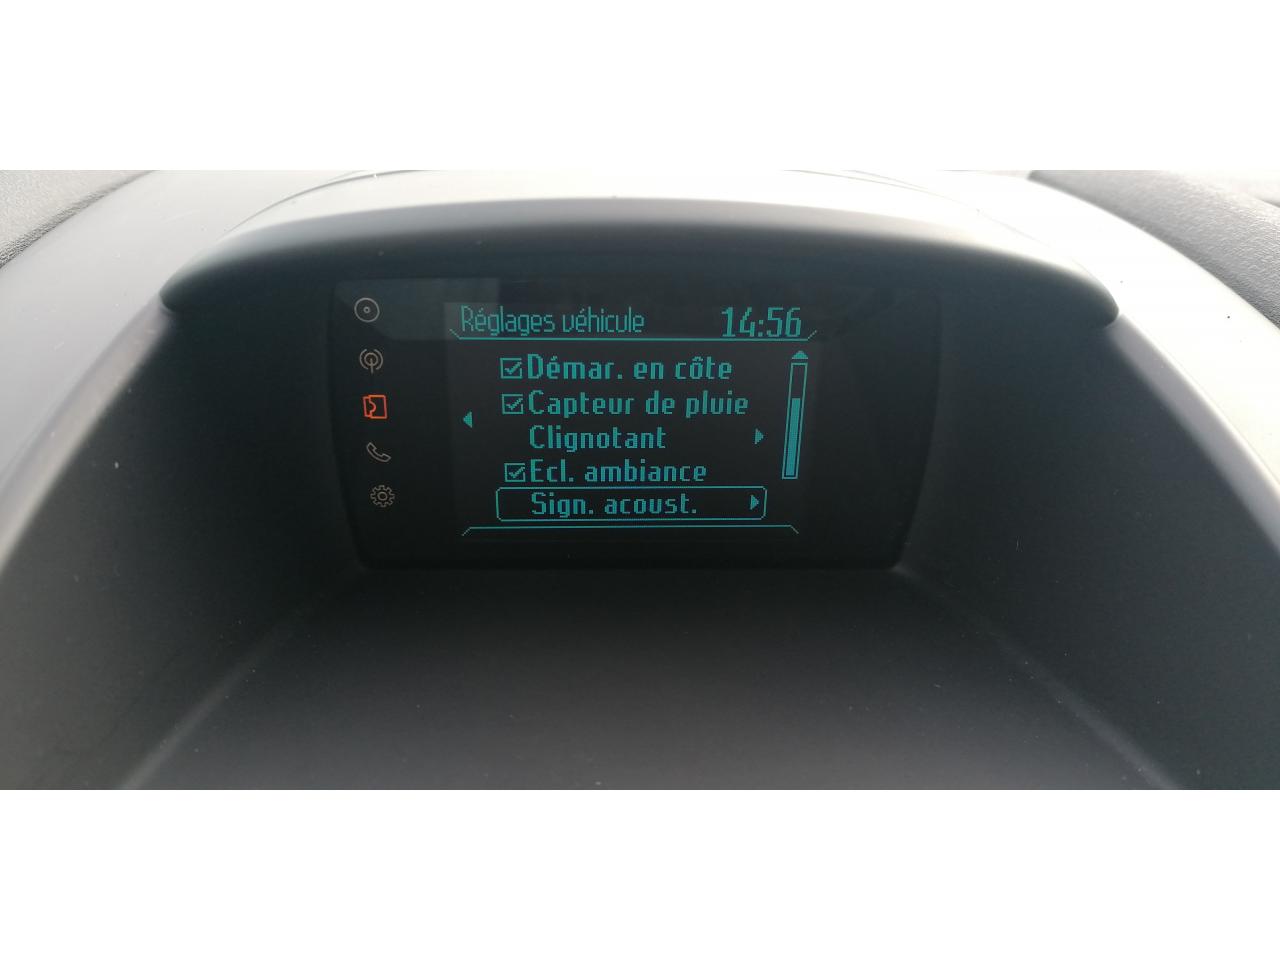 Réglages véhicule 14:56
Démar. en côte
Capteur de pluie
Clignotant
Ecl. ambiance
Sign. acoust.